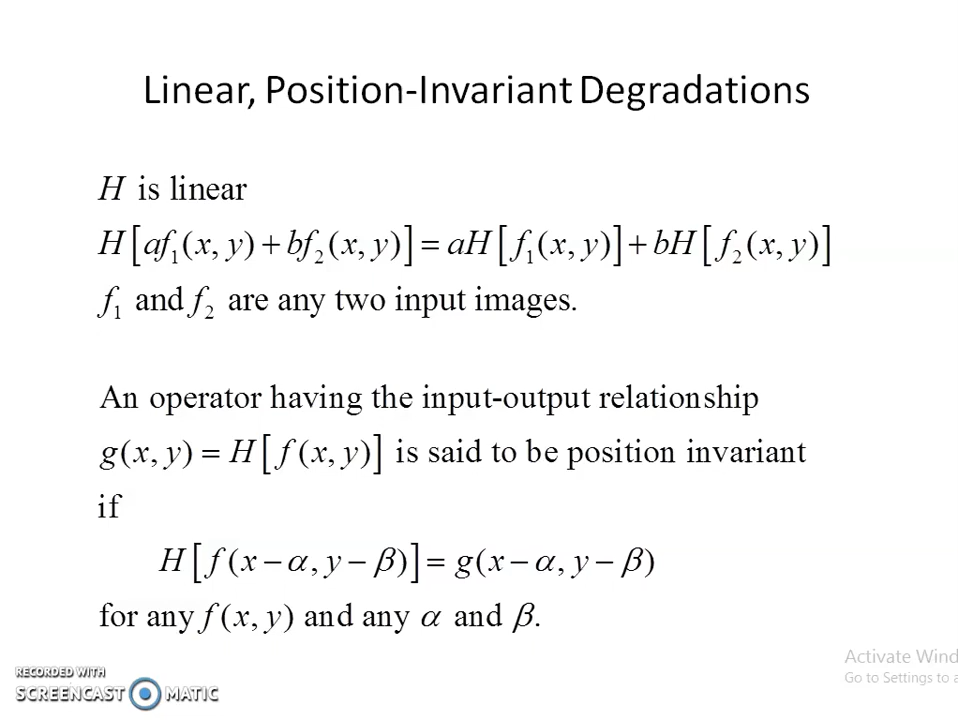 Linear, Position-Invariant Degradations
H is linear
H[af₁(x, y) + bf₂(x, y)] = aH[f₁(x, y)] + bH[f₂(x, y)]
f₁ and f₂ are any two input images.
An operator having the input-output relationship
g(x, y) = H[f(x, y)] is said to be position invariant
if
H[f(x − α, y − β)] = g(x − α, y − β)
for any f(x, y) and any α and β.
Activate Wind
Go to Settings to a
RECORDED WITH
SCREENCAST MATIC